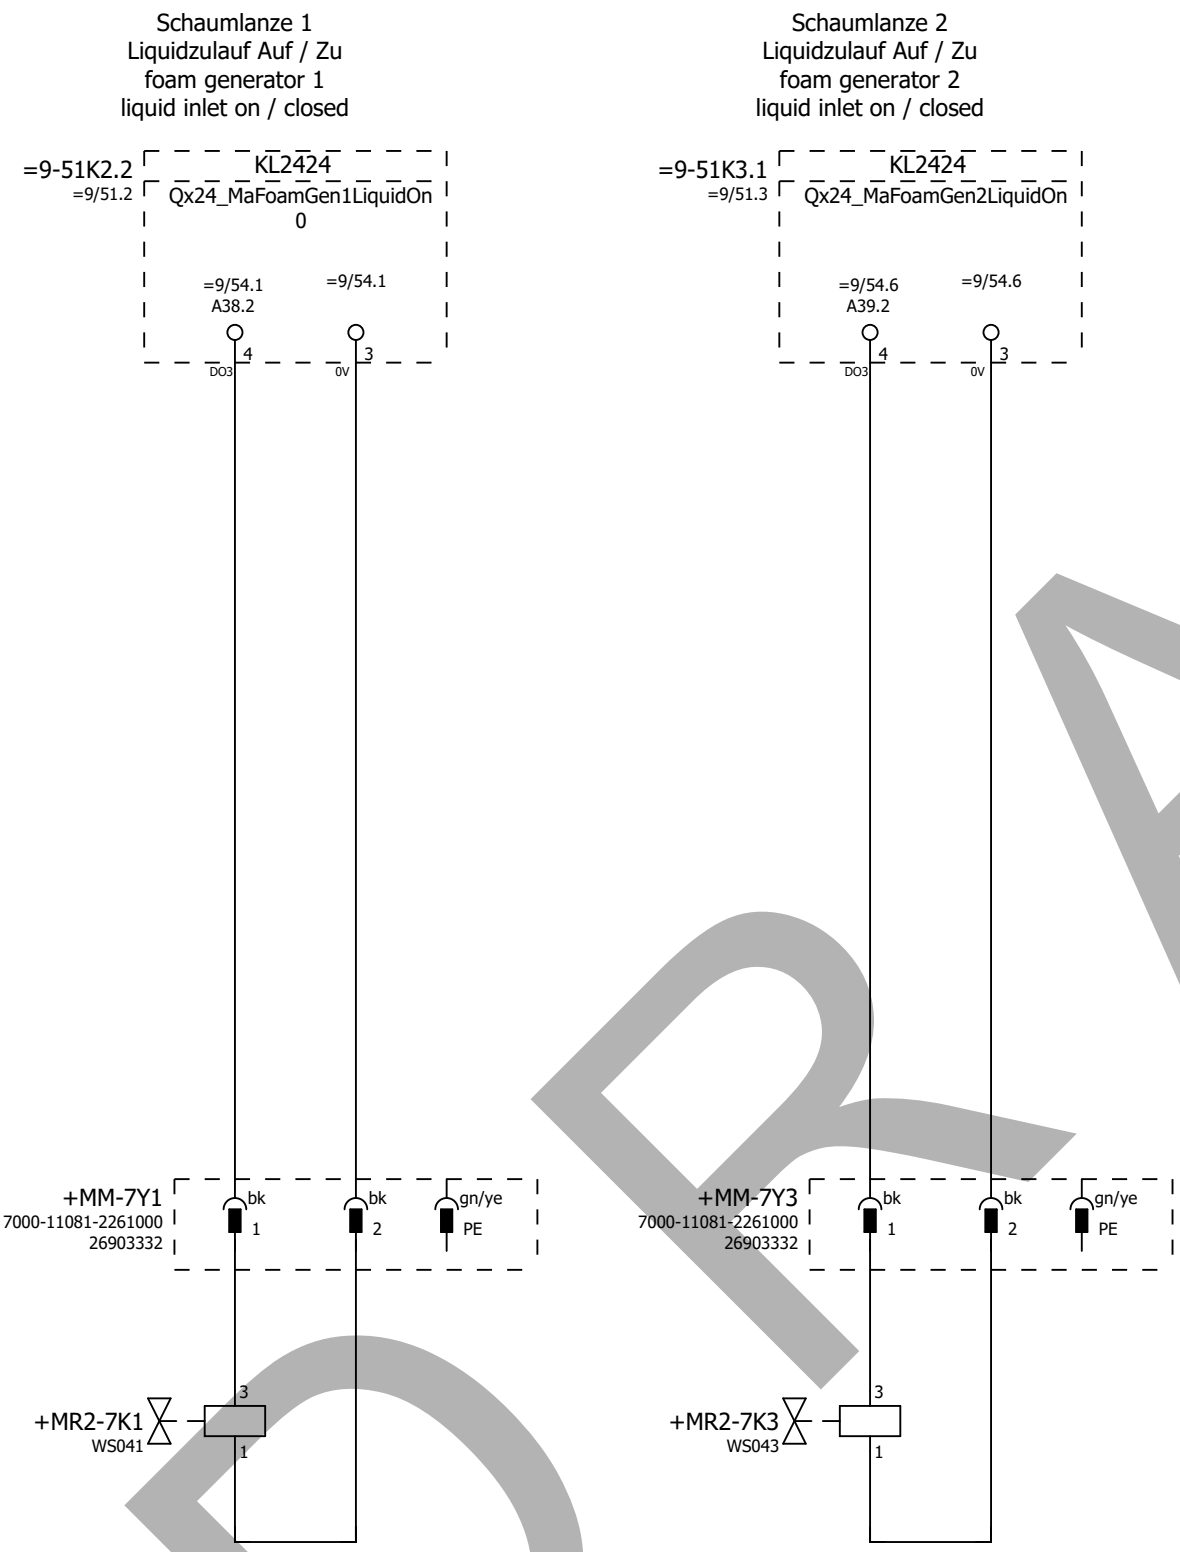 Schaumlanze 1
Liquidzulauf Auf / Zu
foam generator 1
liquid inlet on / closed
=9-51K2.2
=9/51.2
KL2424
Qx24_MaFoamGen1LiquidOn
0
=9/54.1
A38.2
=9/54.1
4
3
DO3
0V
+MM-7Y1
7000-11081-2261000
26903332
bk
1
bk
2
gn/ye
PE
+MR2-7K1
WS041
3
1
Schaumlanze 2
Liquidzulauf Auf / Zu
foam generator 2
liquid inlet on / closed
=9-51K3.1
=9/51.3
KL2424
Qx24_MaFoamGen2LiquidOn
=9/54.6
A39.2
=9/54.6
4
3
DO3
0V
+MM-7Y3
7000-11081-2261000
26903332
bk
1
bk
2
gn/ye
PE
+MR2-7K3
WS043
3
1
DRA